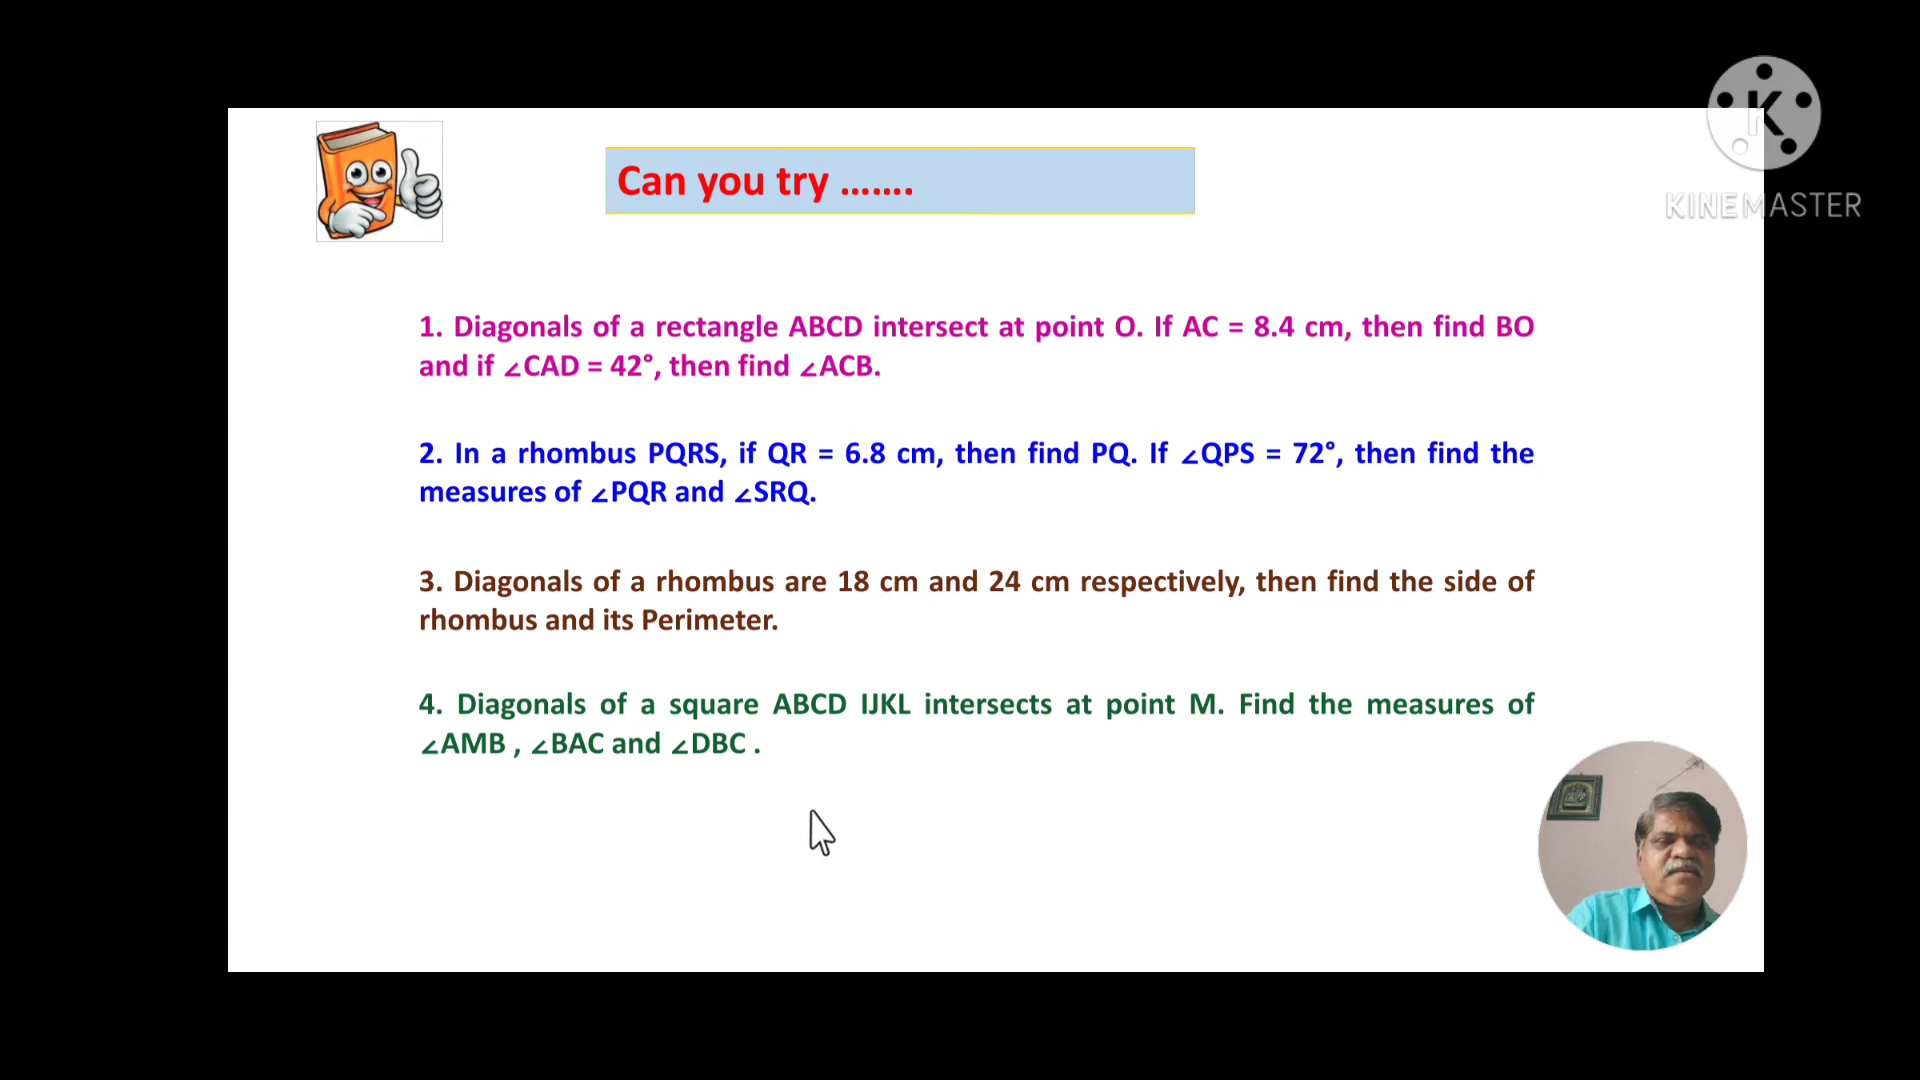 K
KINEMASTER
Can you try …….
1. Diagonals of a rectangle ABCD intersect at point O. If AC = 8.4 cm, then find BO
and if ∠CAD = 42°, then find ∠ACB.
2. In a rhombus PQRS, if QR = 6.8 cm, then find PQ. If ∠QPS = 72°, then find the
measures of ∠PQR and ∠SRQ.
3. Diagonals of a rhombus are 18 cm and 24 cm respectively, then find the side of
rhombus and its Perimeter.
4. Diagonals of a square ABCD IJKL intersects at point M. Find the measures of
∠AMB , ∠BAC and ∠DBC .